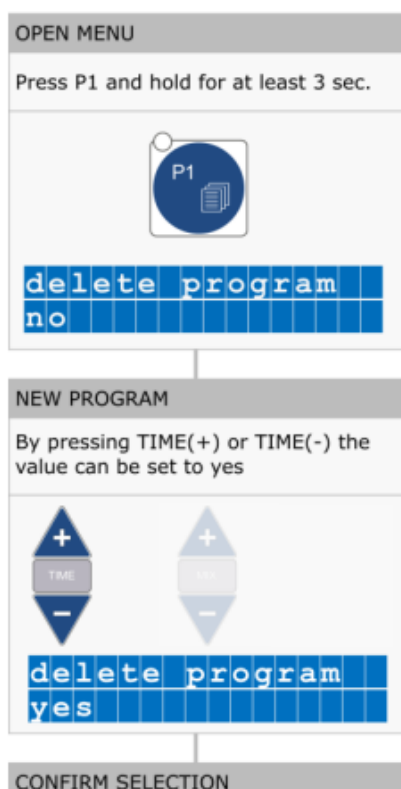 OPEN MENU
Press P1 and hold for at least 3 sec.
P1
delete program
no
NEW PROGRAM
By pressing TIME(+) or TIME(-) the
value can be set to yes
+ +
TIME
− −
delete program
yes
CONFIRM SELECTION